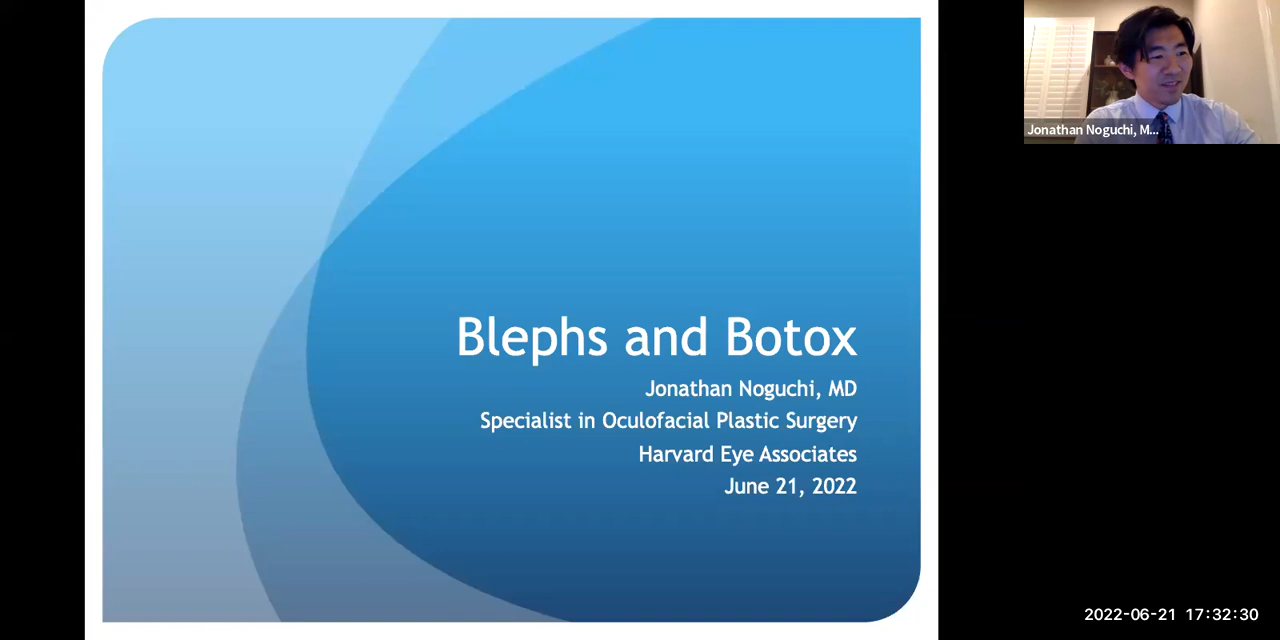 Jonathan Noguchi, M...
Blephs and Botox
Jonathan Noguchi, MD
Specialist in Oculofacial Plastic Surgery
Harvard Eye Associates
June 21, 2022
2022-06-21 17:32:30